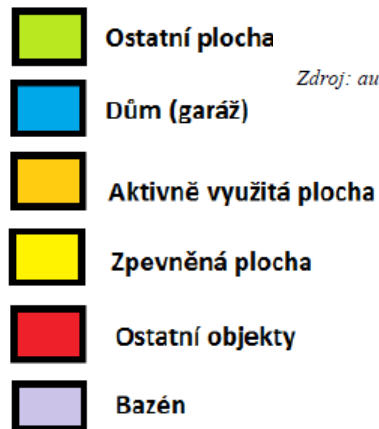 Ostatní plocha
Zdroj: au
Dům (garáž)
Aktivně využitá plocha
Zpevněná plocha
Ostatní objekty
Bazén